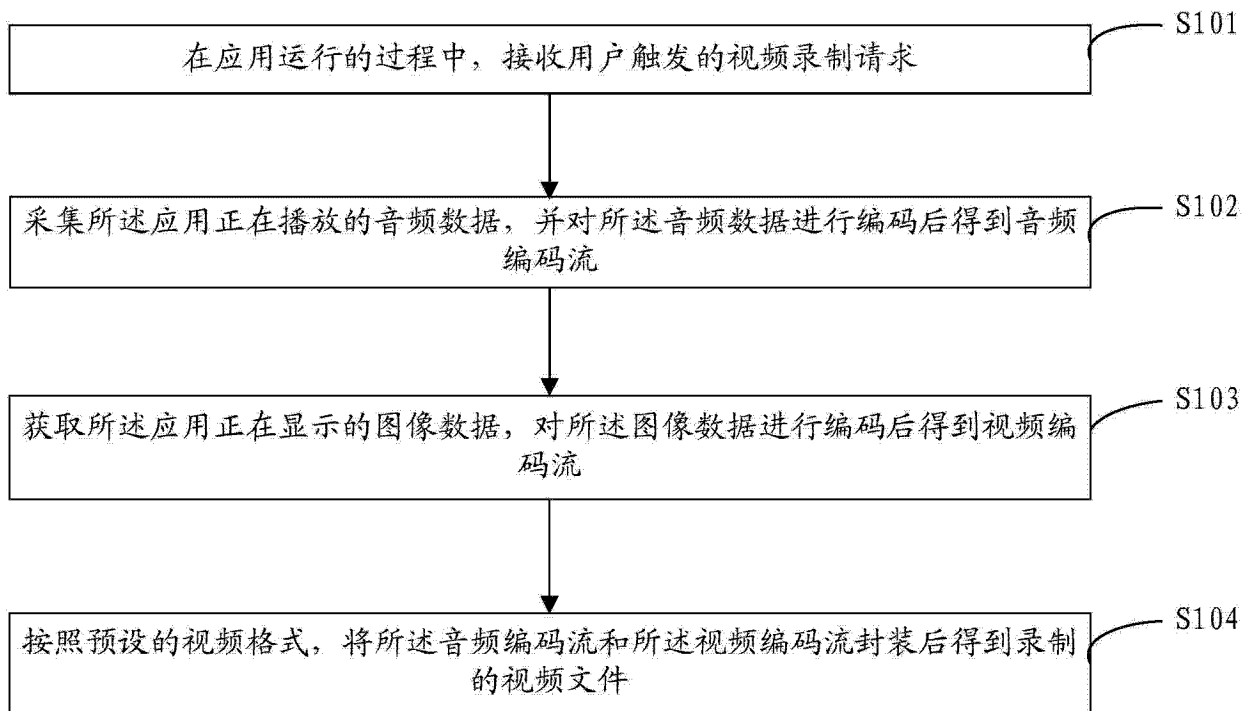 S101
在应用运行的过程中，接收用户触发的视频录制请求
S102
采集所述应用正在播放的音频数据，并对所述音频数据进行编码后得到音频
编码流
S103
获取所述应用正在显示的图像数据，对所述图像数据进行编码后得到视频编
码流
S104
按照预设的视频格式，将所述音频编码流和所述视频编码流封装后得到录制
的视频文件